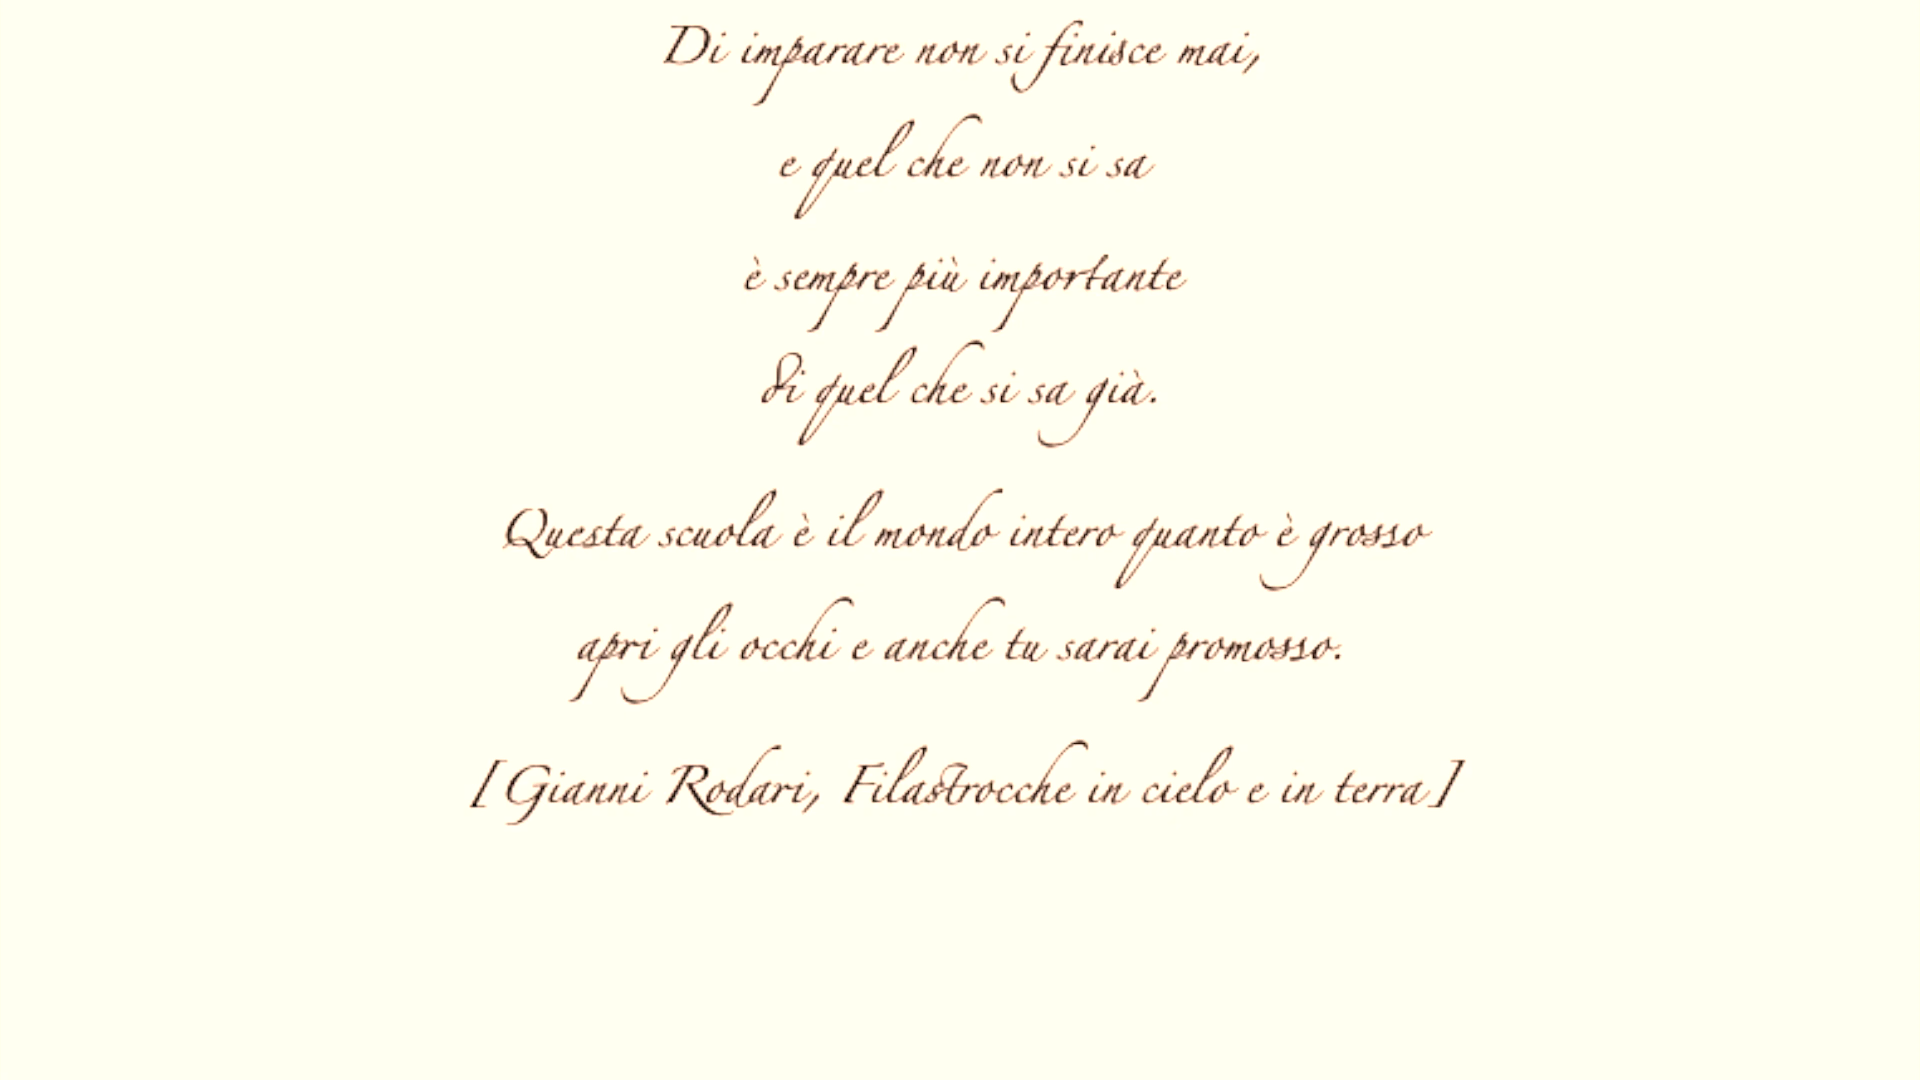 Di imparare non si finisce mai,
e quel che non si sa
è sempre più importante
di quel che si sa già.
Questa scuola è il mondo intero quanto è grosso
apri gli occhi e anche tu sarai promosso.
[Gianni Rodari, Filastrocche in cielo e in terra]